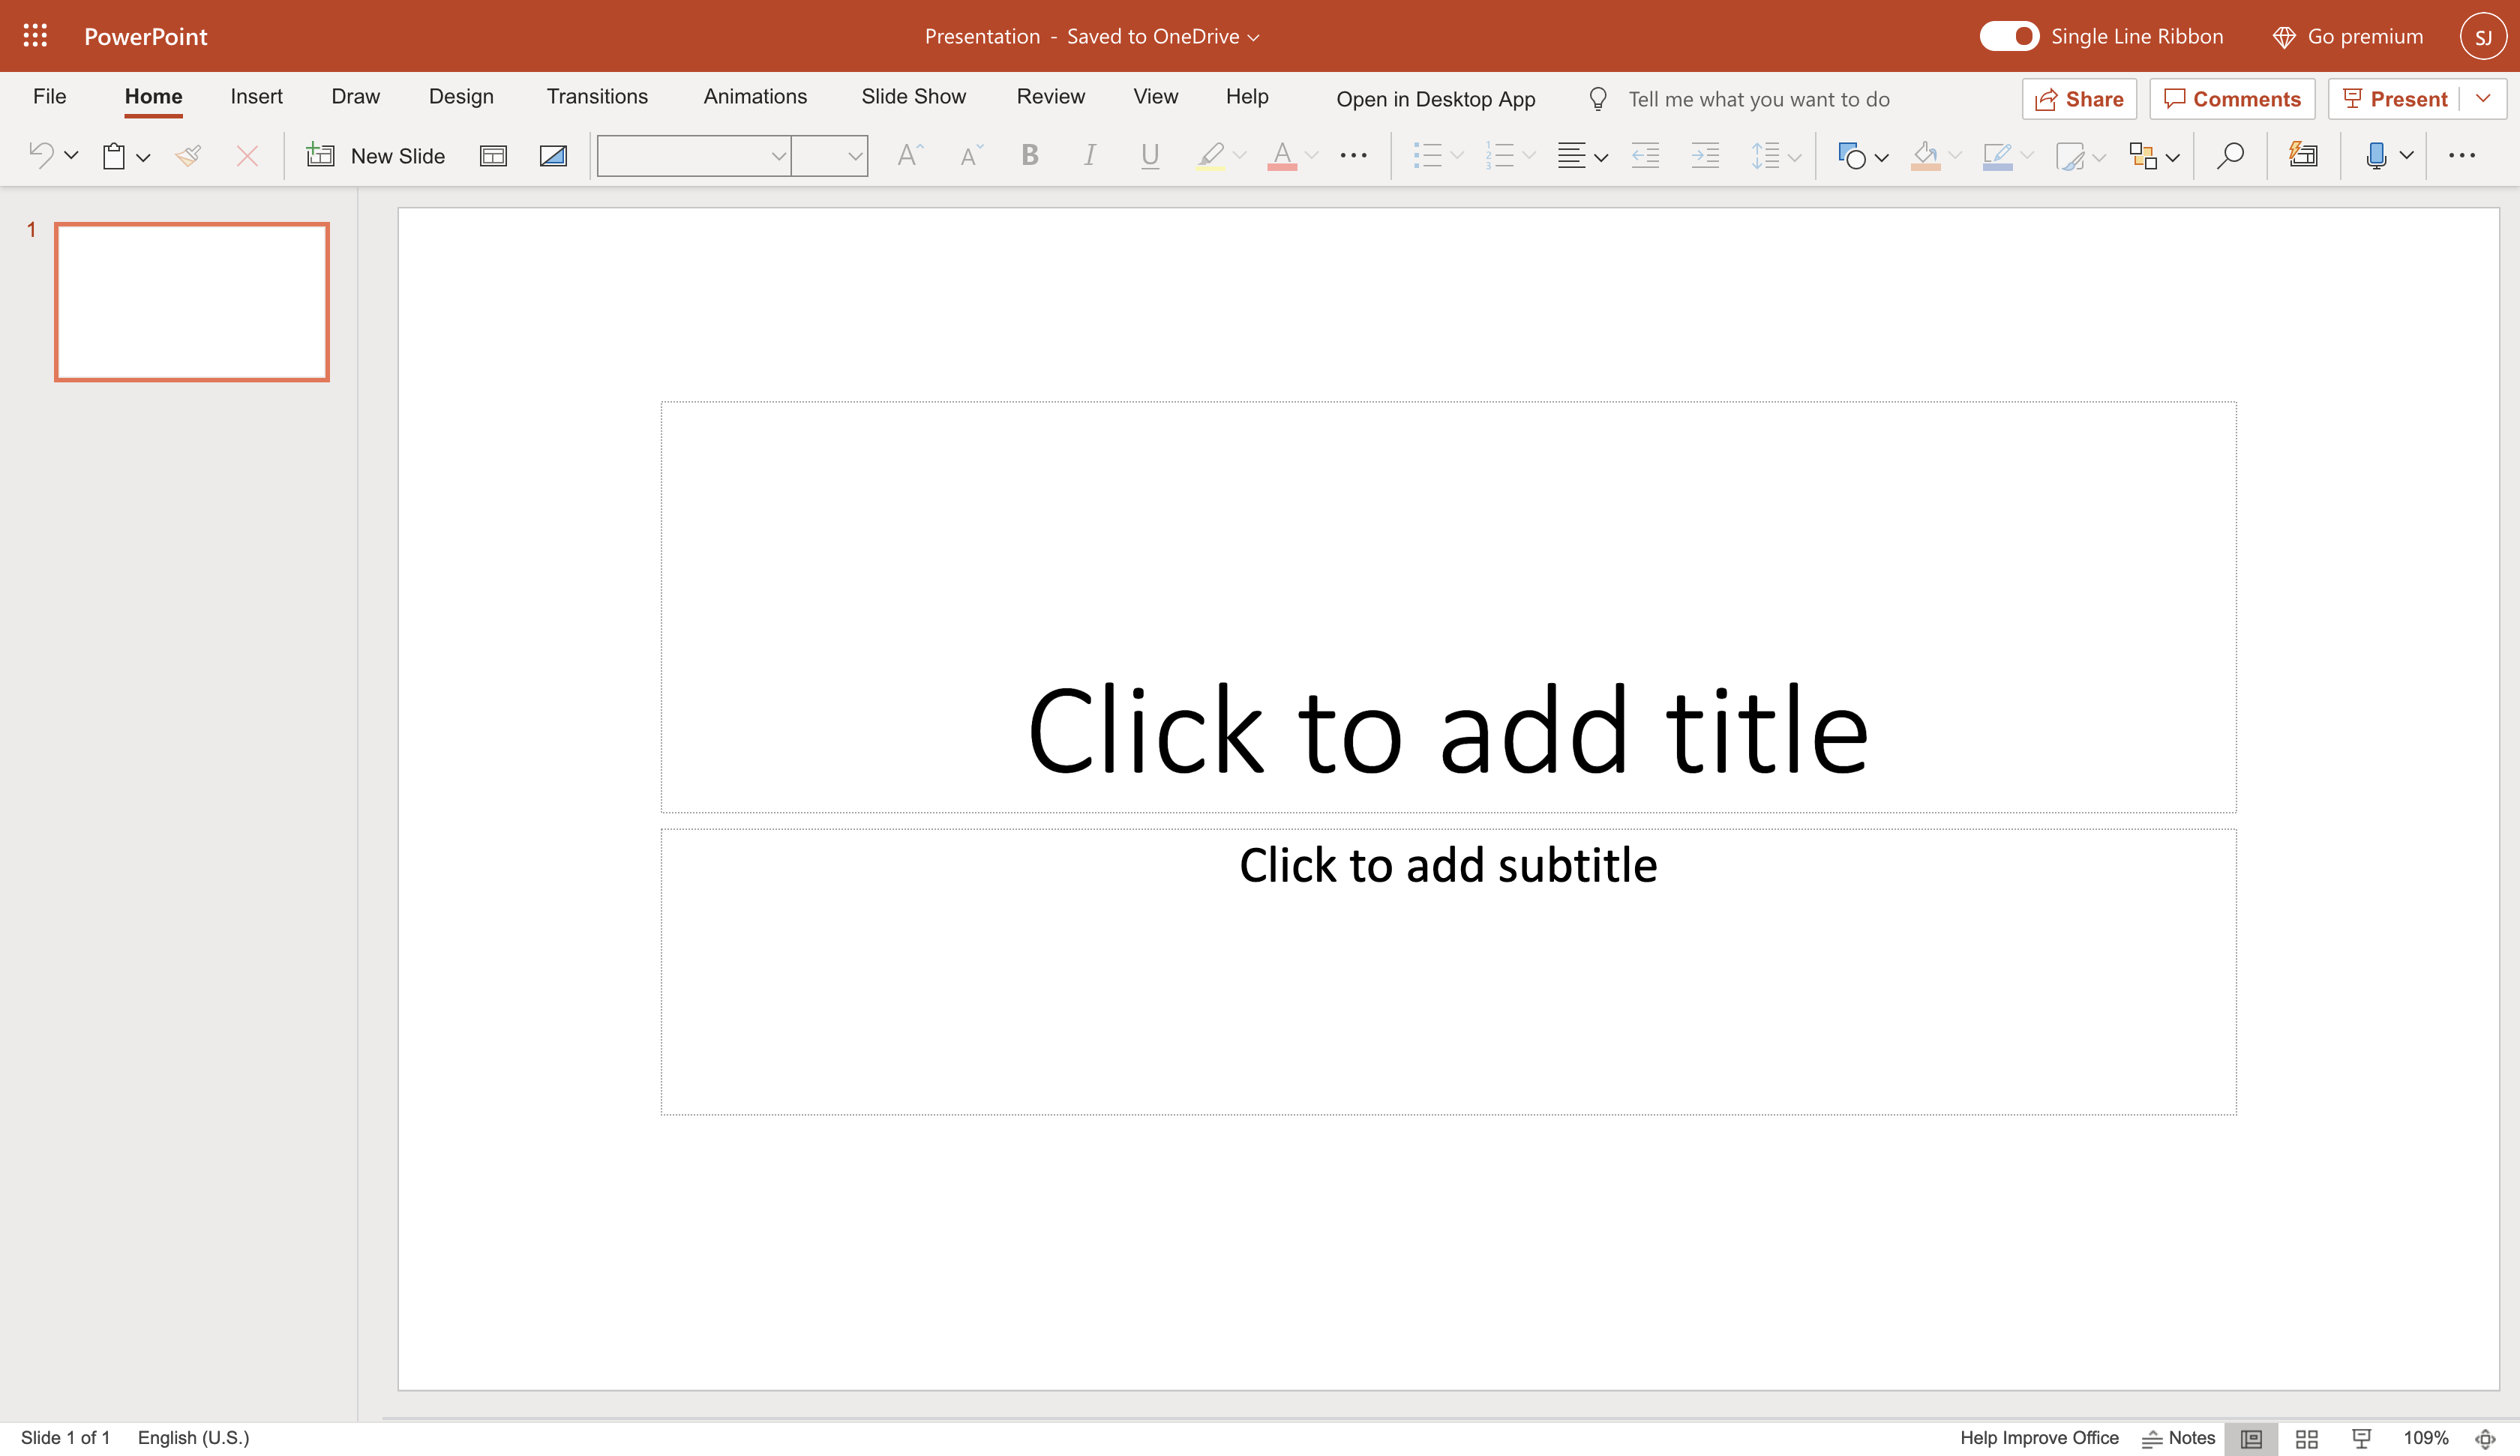 PowerPoint
Presentation - Saved to OneDrive
Single Line Ribbon
Go premium
SJ
File Home Insert Draw Design Transitions Animations Slide Show Review View Help
Open in Desktop App
Tell me what you want to do
Share
Comments
Present
New Slide
1
Click to add title
Click to add subtitle
Slide 1 of 1
English (U.S.)
Help Improve Office
Notes
109%